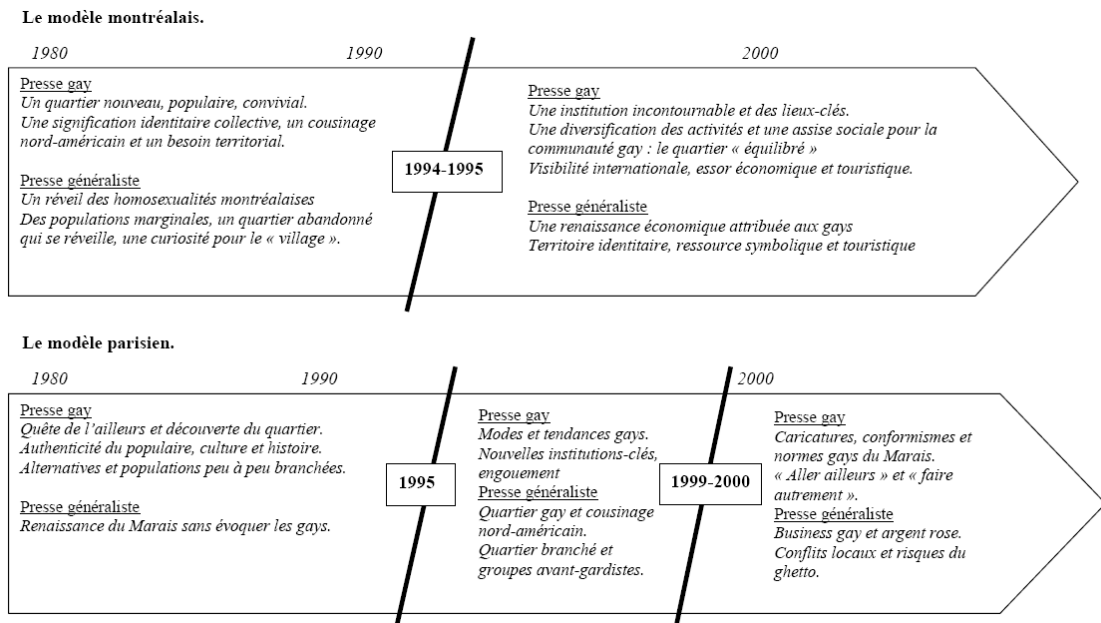 Le modèle montréalais.
1980 1990 2000
Presse gay
Un quartier nouveau, populaire, convivial.
Une signification identitaire collective, un cousinage
nord-américain et un besoin territorial.
Presse généraliste
Un réveil des homosexualités montréalaises
Des populations marginales, un quartier abandonné
qui se réveille, une curiosité pour le « village ».
1994-1995
Presse gay
Une institution incontournable et des lieux-clés.
Une diversification des activités et une assise sociale pour la
communauté gay : le quartier « équilibré »
Visibilité internationale, essor économique et touristique.
Presse généraliste
Une renaissance économique attribuée aux gays
Territoire identitaire, ressource symbolique et touristique
Le modèle parisien.
1980 1990 2000
Presse gay
Quête de l'ailleurs et découverte du quartier.
Authenticité du populaire, culture et histoire.
Alternatives et populations peu à peu branchées.
Presse généraliste
Renaissance du Marais sans évoquer les gays.
1995
Presse gay
Modes et tendances gays.
Nouvelles institutions-clés,
engouement
Presse généraliste
Quartier gay et cousinage
nord-américain.
Quartier branché et
groupes avant-gardistes.
1999-2000
Presse gay
Caricatures, conformismes et
normes gays du Marais.
« Aller ailleurs » et « faire
autrement ».
Presse généraliste
Business gay et argent rose.
Conflits locaux et risques du
ghetto.